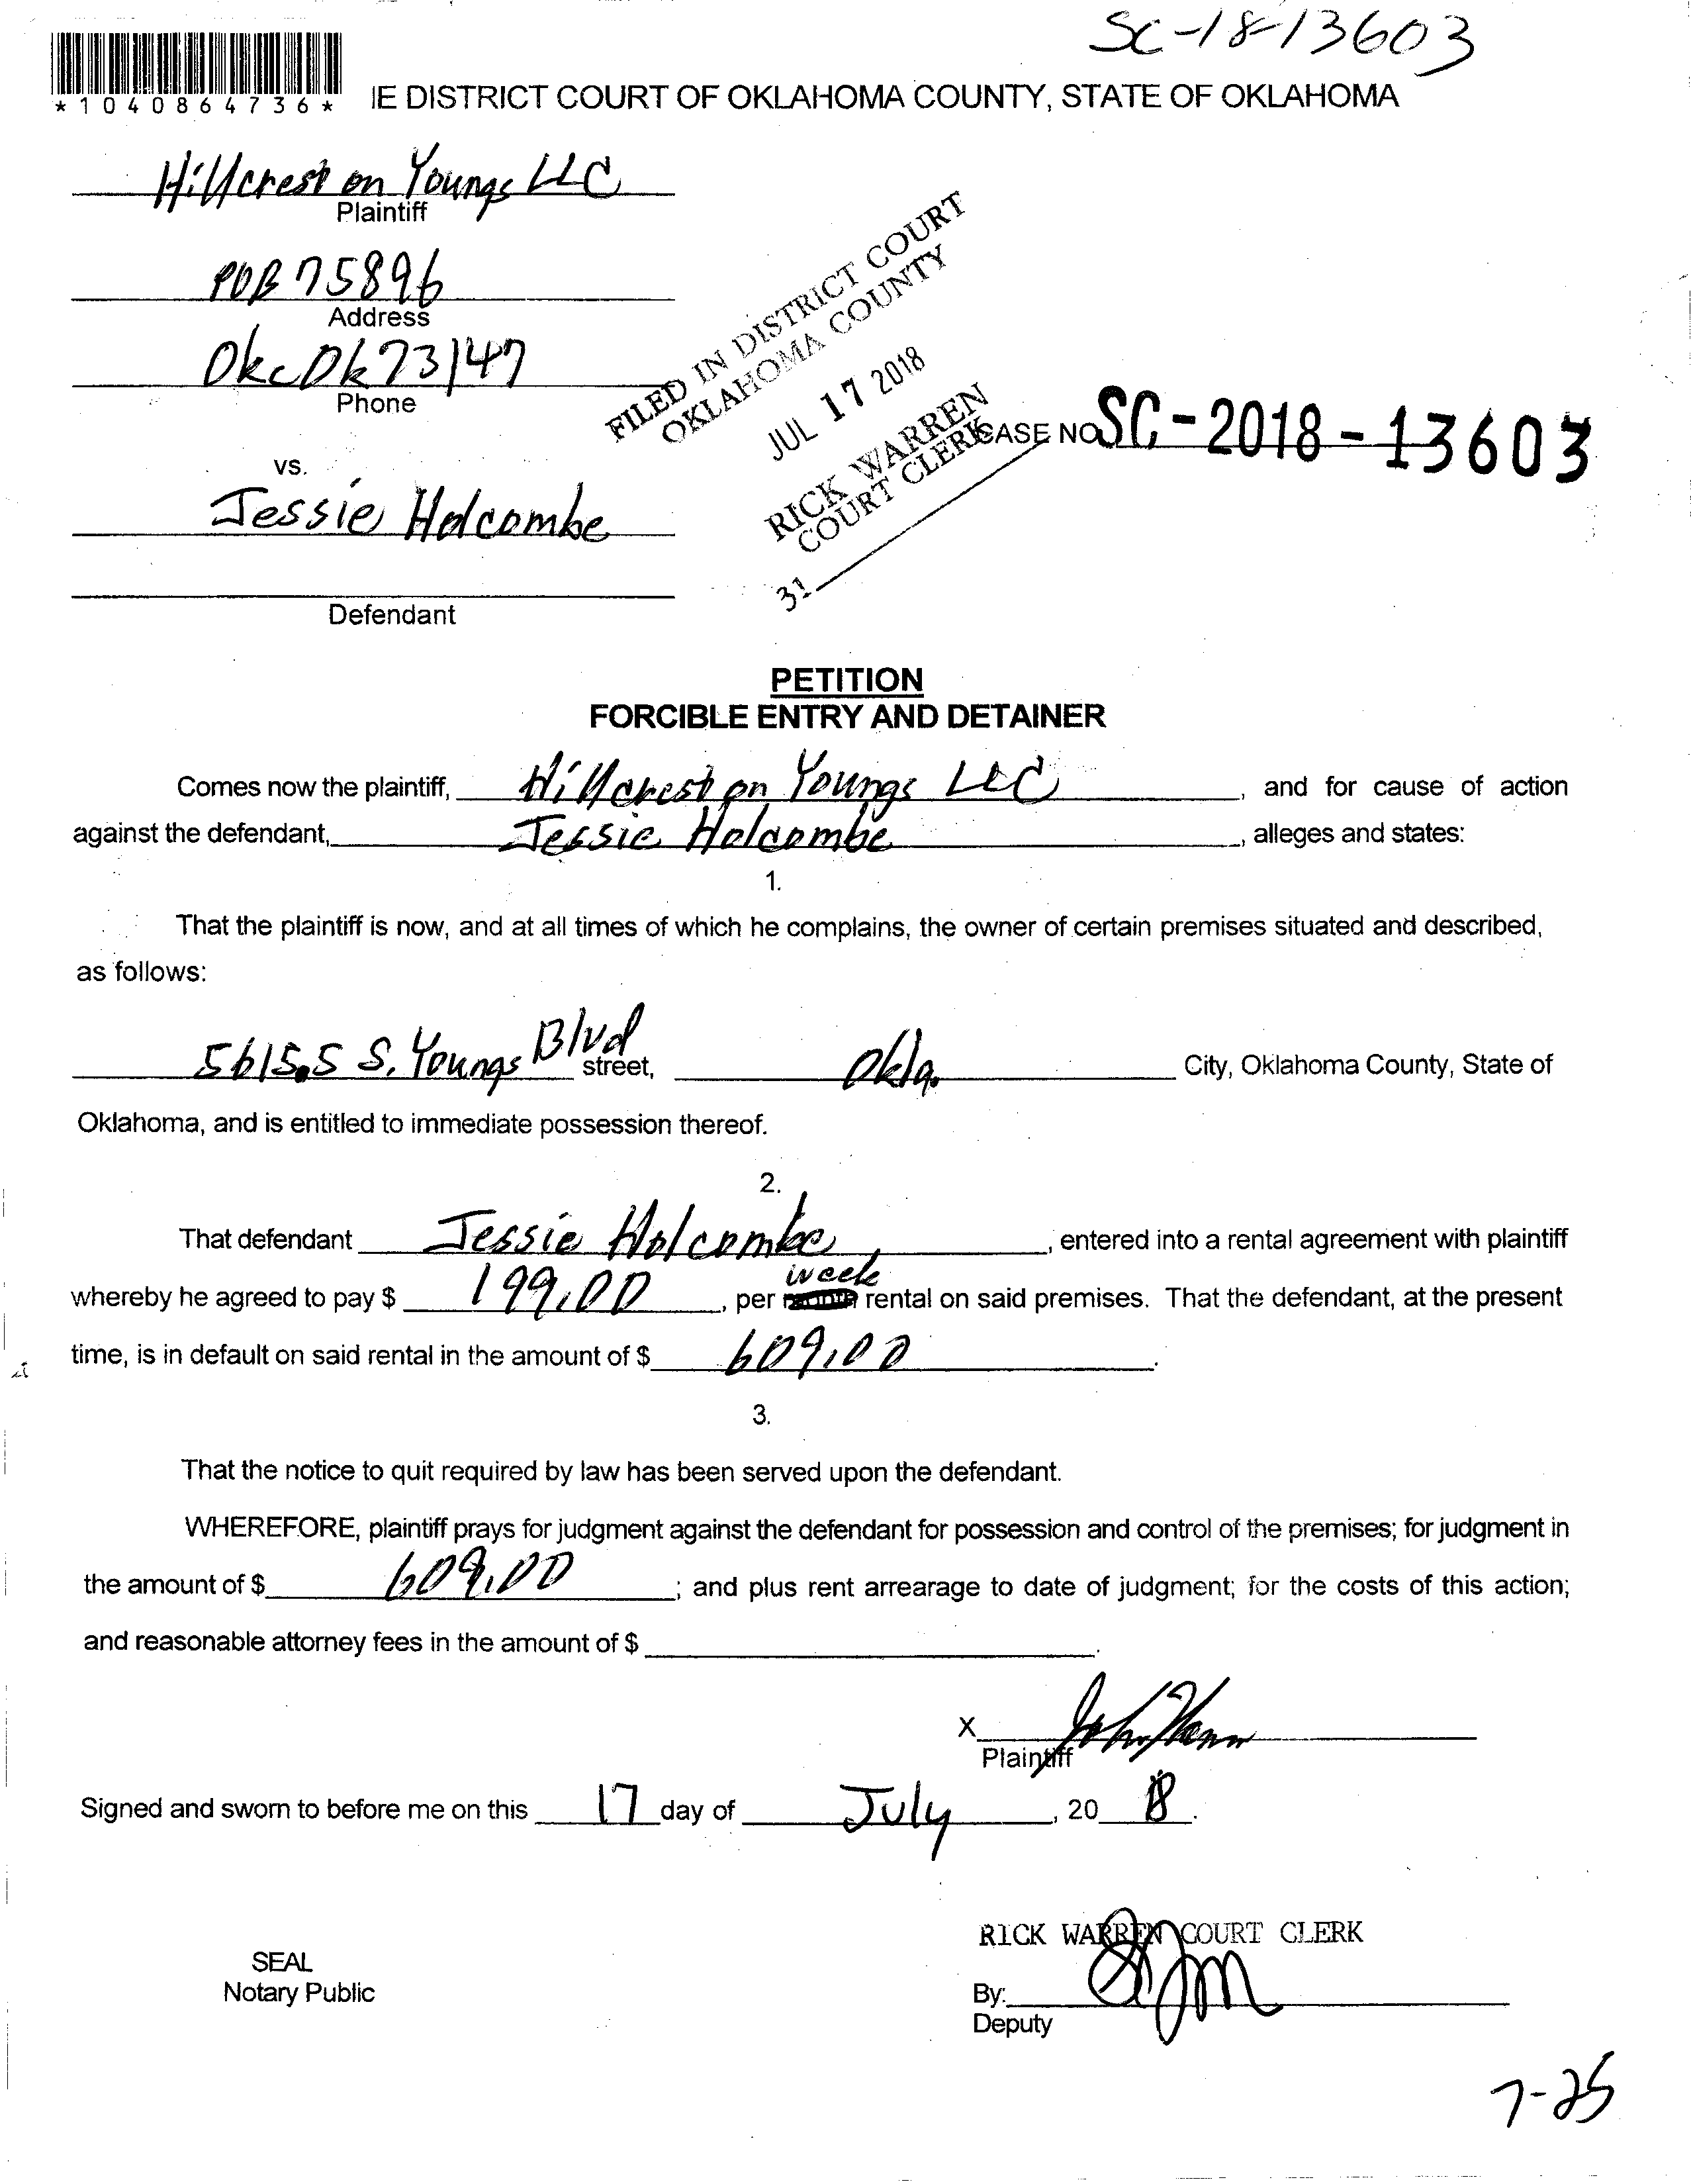 SC-18-13603
*1040864736*
IE DISTRICT COURT OF OKLAHOMA COUNTY, STATE OF OKLAHOMA
Hillcrest on Youngs LLC
Plaintiff
POB 75896
Address
Okc Ok 73147
Phone
FILED IN DISTRICT COURT
OKLAHOMA COUNTY
JUL 17 2018
RICK WARREN
COURT CLERK
31
CASE NO. SC-2018-13603
vs.
Jessie Holcombe
Defendant
PETITION
FORCIBLE ENTRY AND DETAINER
Comes now the plaintiff, Hillcrest on Youngs LLC, and for cause of action
against the defendant, Jessie Holcombe, alleges and states:
1.
That the plaintiff is now, and at all times of which he complains, the owner of certain premises situated and described,
as follows:
5615.5 S. Youngs Blvd street, Okla. City, Oklahoma County, State of
Oklahoma, and is entitled to immediate possession thereof.
2.
That defendant Jessie Holcombe, entered into a rental agreement with plaintiff
week
whereby he agreed to pay $ 199.00, per month rental on said premises. That the defendant, at the present
time, is in default on said rental in the amount of $ 609.00.
3.
That the notice to quit required by law has been served upon the defendant.
WHEREFORE, plaintiff prays for judgment against the defendant for possession and control of the premises; for judgment in
the amount of $ 609.00; and plus rent arrearage to date of judgment; for the costs of this action;
and reasonable attorney fees in the amount of $.
X
Plaintiff
Signed and sworn to before me on this 17 day of July, 20 18.
RICK WARREN COURT CLERK
SEAL
Notary Public
By:
Deputy
7-25